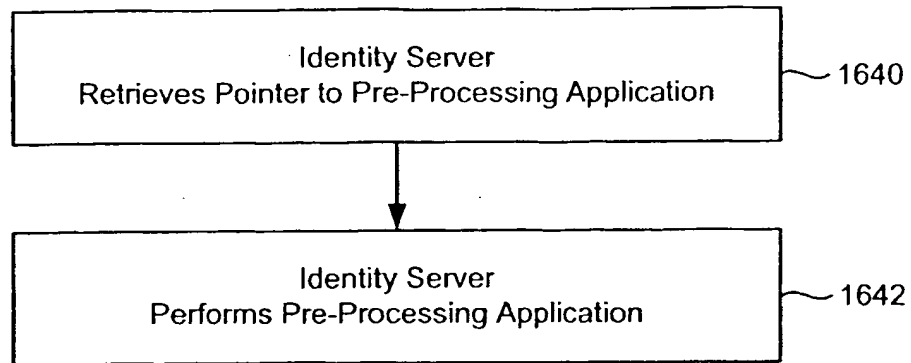 Identity Server
Retrieves Pointer to Pre-Processing Application
1640
Identity Server
Performs Pre-Processing Application
1642